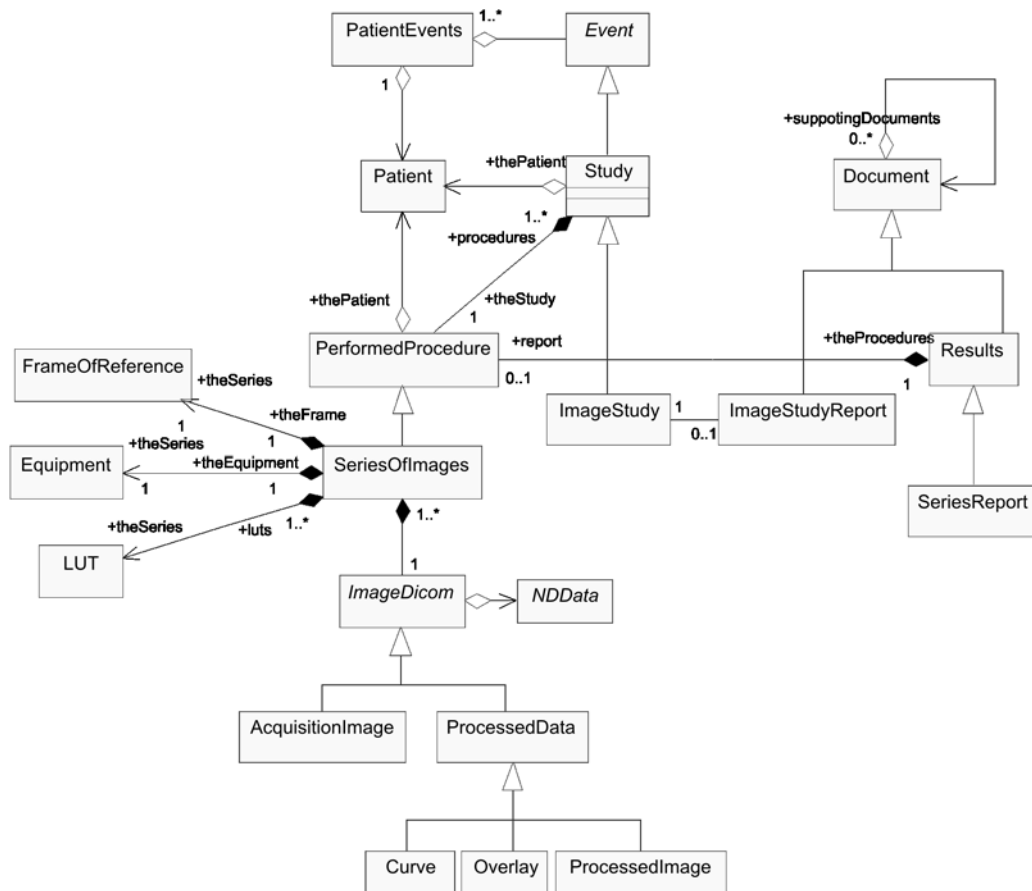 1..*
PatientEvents
Event
1
+suppotingDocuments
0..*
+thePatient
Patient
Study
Document
1..*
+procedures
+thePatient
+theStudy
1
+report
+theProcedures
PerformedProcedure
Results
FrameOfReference
0..1
1
+theSeries
+theFrame
1
1
ImageStudy
1
0..1
ImageStudyReport
+theSeries
+theEquipment
Equipment
SeriesOfImages
1
1
SeriesReport
+theSeries
+luts
1..*
1..*
LUT
1
ImageDicom
NDData
AcquisitionImage
ProcessedData
Curve
Overlay
ProcessedImage